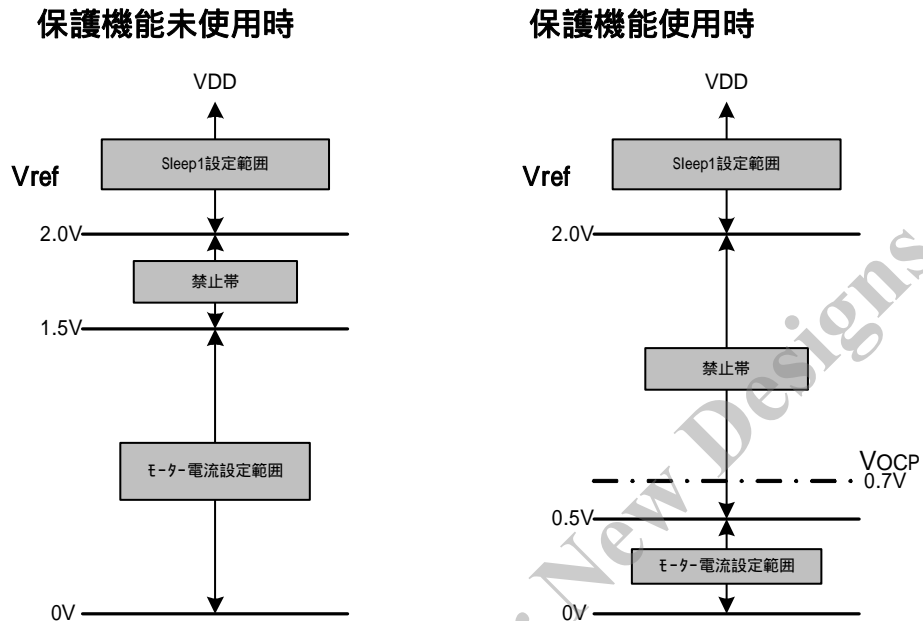 保護機能未使用時
VDD
Sleep1設定範囲
Vref
2.0V
禁止帯
1.5V
ﾓｰﾀｰ電流設定範囲
0V
保護機能使用時
VDD
Sleep1設定範囲
Vref
2.0V
禁止帯
VOCP
0.7V
0.5V
ﾓｰﾀｰ電流設定範囲
0V
New Designs